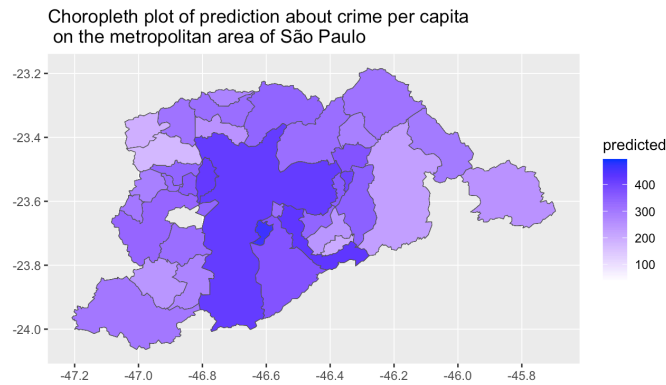 Choropleth plot of prediction about crime per capita
on the metropolitan area of São Paulo
-23.2
-23.4
-23.6
-23.8
-24.0
-47.2 -47.0 -46.8 -46.6 -46.4 -46.2 -46.0 -45.8
predicted
400
300
200
100